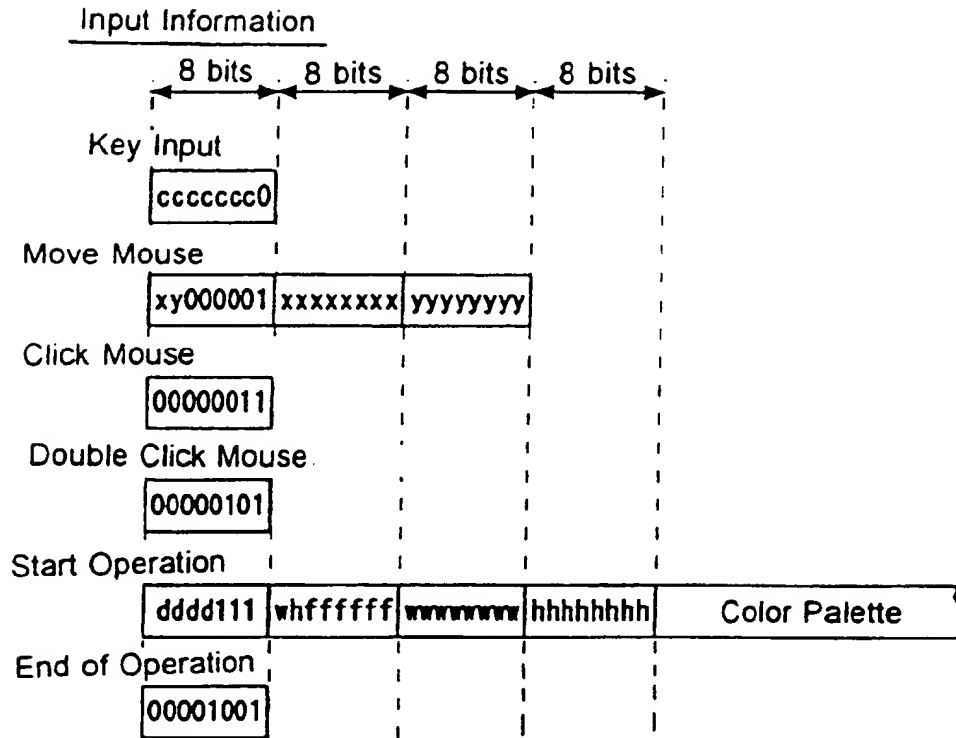 Input Information
8 bits 8 bits 8 bits 8 bits
Key Input
ccccccc0
Move Mouse
xy000001 xxxxxxxx yyyyyyyy
Click Mouse
00000011
Double Click Mouse
00000101
Start Operation
dddd111 whffffff wwwwwwww hhhhhhhh Color Palette
End of Operation
00001001